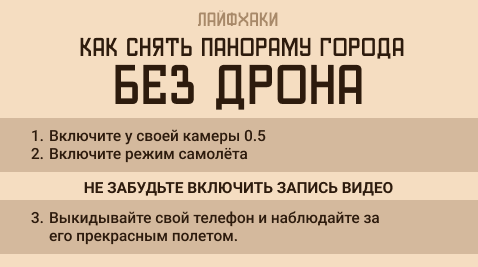 ЛАЙФХАКИ
КАК СНЯТЬ ПАНОРАМУ ГОРОДА
БЕЗ ДРОНА
1. Включите у своей камеры 0.5
2. Включите режим самолёта
НЕ ЗАБУДЬТЕ ВКЛЮЧИТЬ ЗАПИСЬ ВИДЕО
3. Выкидывайте свой телефон и наблюдайте за
его прекрасным полетом.